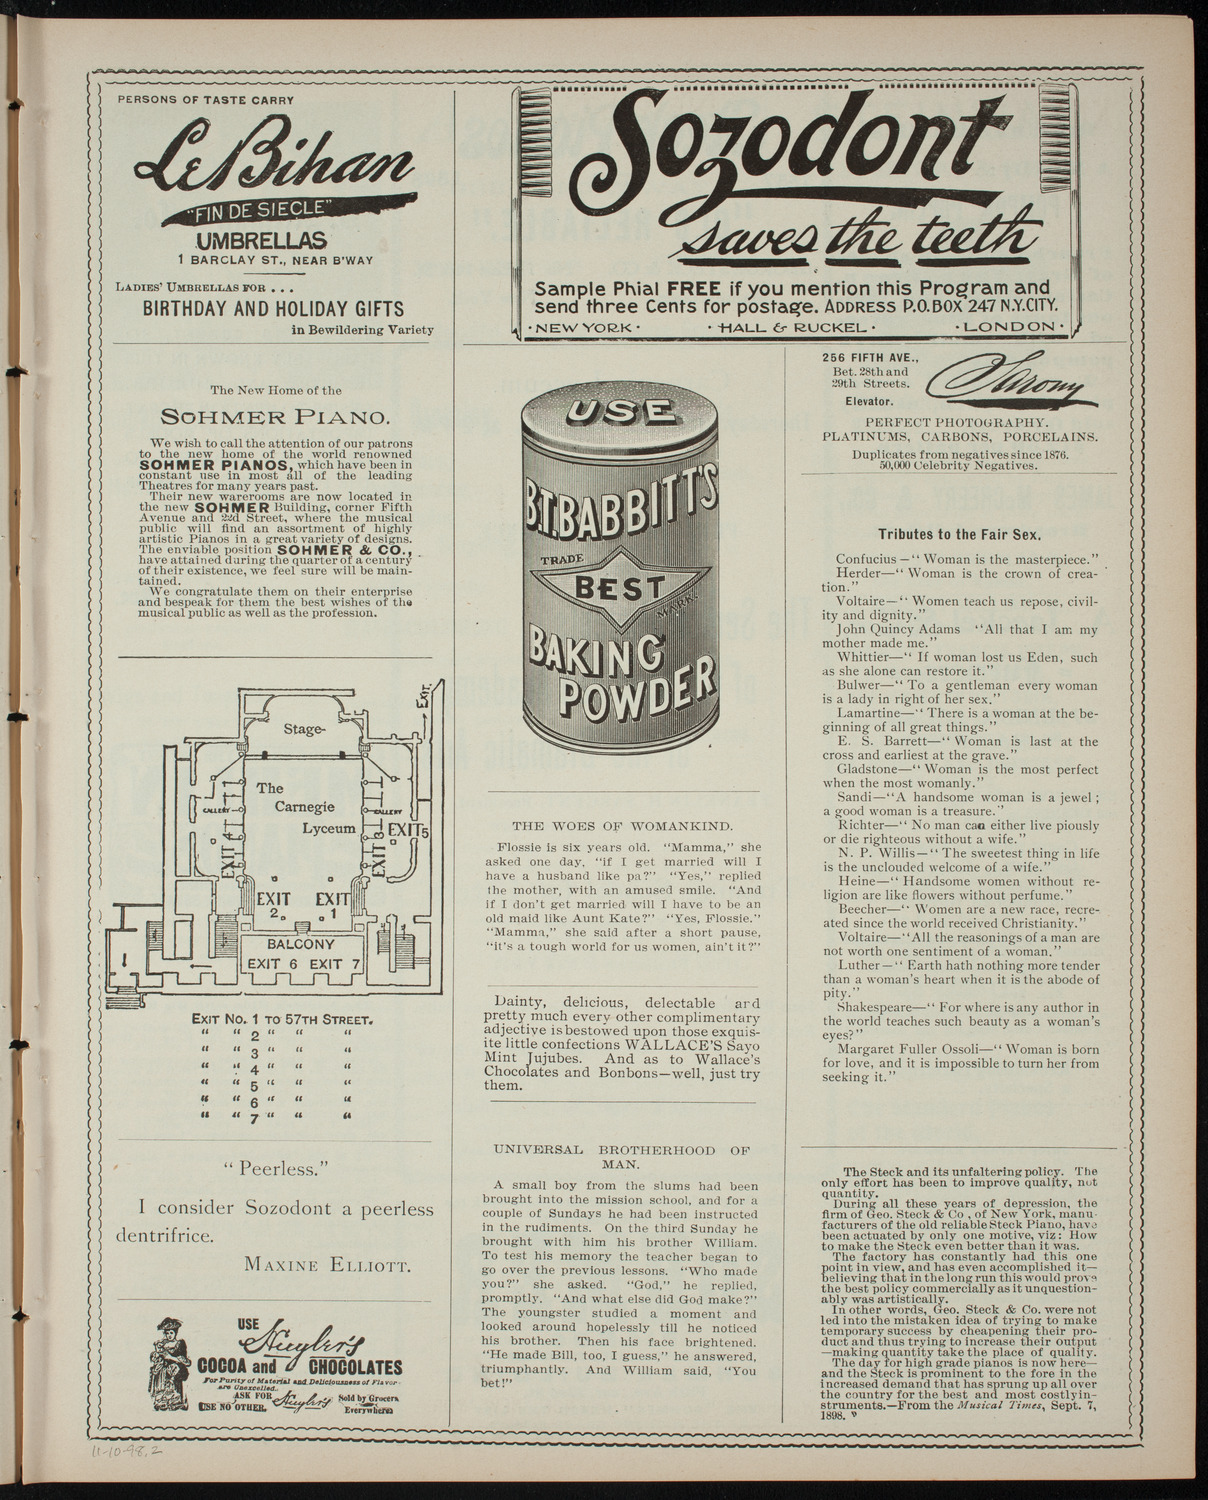 PERSONS OF TASTE CARRY
Le Bihan
"FIN DE SIECLE"
UMBRELLAS
1 BARCLAY ST., NEAR B'WAY
LADIES' UMBRELLAS FOR . . .
BIRTHDAY AND HOLIDAY GIFTS
in Bewildering Variety
The New Home of the
SOHMER PIANO.
We wish to call the attention of our patrons
to the new home of the world renowned
SOHMER PIANOS, which have been in
constant use in most all of the leading
Theatres for many years past.
Their new warerooms are now located in
the new SOHMER Building, corner Fifth
Avenue and 22d Street, where the musical
public will find an assortment of highly
artistic Pianos in a great variety of designs.
The enviable position SOHMER & CO.,
have attained during the quarter of a century
of their existence, we feel sure will be main-
tained.
We congratulate them on their enterprise
and bespeak for them the best wishes of the
musical public as well as the profession.
EXIT.
Stage-
The
Carnegie
Lyceum
GALLERY
GALLERY
EXIT 4
EXIT 3
EXIT 5
EXIT 2.
EXIT 1
BALCONY
EXIT 6 EXIT 7
EXIT NO. 1 TO 57TH STREET.
" " 2 " " "
" " 3 " " "
" " 4 " " "
" " 5 " " "
" " 6 " " "
" " 7 " " "
"Peerless."
I consider Sozodont a peerless
dentrifrice.
MAXINE ELLIOTT.
USE
Huyler's
COCOA and CHOCOLATES
For Purity of Material and Deliciousness of Flavor
are Unexcelled.
ASK FOR Huyler's Sold by Grocers
USE NO OTHER. Everywhere
Sozodont
saves the teeth
Sample Phial FREE if you mention this Program and
send three Cents for postage. ADDRESS P.O. BOX 247 N.Y. CITY.
· NEW YORK · · HALL & RUCKEL · · LONDON ·
USE
B.T. BABBITT'S
TRADE
BEST
MARK.
BAKING
POWDER
THE WOES OF WOMANKIND.
Flossie is six years old. "Mamma," she
asked one day, "if I get married will I
have a husband like pa?" "Yes," replied
the mother, with an amused smile. "And
if I don't get married will I have to be an
old maid like Aunt Kate?" "Yes, Flossie."
"Mamma," she said after a short pause,
"it's a tough world for us women, ain't it?"
Dainty, delicious, delectable and
pretty much every other complimentary
adjective is bestowed upon those exquis-
ite little confections WALLACE'S Sayo
Mint Jujubes. And as to Wallace's
Chocolates and Bonbons—well, just try
them.
UNIVERSAL BROTHERHOOD OF
MAN.
A small boy from the slums had been
brought into the mission school, and for a
couple of Sundays he had been instructed
in the rudiments. On the third Sunday he
brought with him his brother William.
To test his memory the teacher began to
go over the previous lessons. "Who made
you?" she asked. "God," he replied,
promptly. "And what else did God make?"
The youngster studied a moment and
looked around hopelessly till he noticed
his brother. Then his face brightened.
"He made Bill, too, I guess," he answered,
triumphantly. And William said, "You
bet!"
256 FIFTH AVE.,
Bet. 28th and
29th Streets.
Elevator.
Sarony
PERFECT PHOTOGRAPHY.
PLATINUMS, CARBONS, PORCELAINS.
Duplicates from negatives since 1876.
50,000 Celebrity Negatives.
Tributes to the Fair Sex.
Confucius—"Woman is the masterpiece."
Herder—"Woman is the crown of crea-
tion."
Voltaire—"Women teach us repose, civil-
ity and dignity."
John Quincy Adams "All that I am my
mother made me."
Whittier—"If woman lost us Eden, such
as she alone can restore it."
Bulwer—"To a gentleman every woman
is a lady in right of her sex."
Lamartine—"There is a woman at the be-
ginning of all great things."
E. S. Barrett—"Woman is last at the
cross and earliest at the grave."
Gladstone—"Woman is the most perfect
when the most womanly."
Sandi—"A handsome woman is a jewel;
a good woman is a treasure."
Richter—"No man can either live piously
or die righteous without a wife."
N. P. Willis—"The sweetest thing in life
is the unclouded welcome of a wife."
Heine—"Handsome women without re-
ligion are like flowers without perfume."
Beecher—"Women are a new race, recre-
ated since the world received Christianity."
Voltaire—"All the reasonings of a man are
not worth one sentiment of a woman."
Luther—"Earth hath nothing more tender
than a woman's heart when it is the abode of
pity."
Shakespeare—"For where is any author in
the world teaches such beauty as a woman's
eyes?"
Margaret Fuller Ossoli—"Woman is born
for love, and it is impossible to turn her from
seeking it."
The Steck and its unfaltering policy. The
only effort has been to improve quality, not
quantity.
During all these years of depression, the
firm of Geo. Steck & Co , of New York, manu-
facturers of the old reliable Steck Piano, have
been actuated by only one motive, viz: How
to make the Steck even better than it was.
The factory has constantly had this one
point in view, and has even accomplished it—
believing that in the long run this would prove
the best policy commercially as it unquestion-
ably was artistically.
In other words, Geo. Steck & Co. were not
led into the mistaken idea of trying to make
temporary success by cheapening their pro-
duct and thus trying to increase their output
—making quantity take the place of quality.
The day for high grade pianos is now here—
and the Steck is prominent to the fore in the
increased demand that has sprung up all over
the country for the best and most costly in-
struments.—From the Musical Times, Sept. 7,
1898.
11-10-98.2